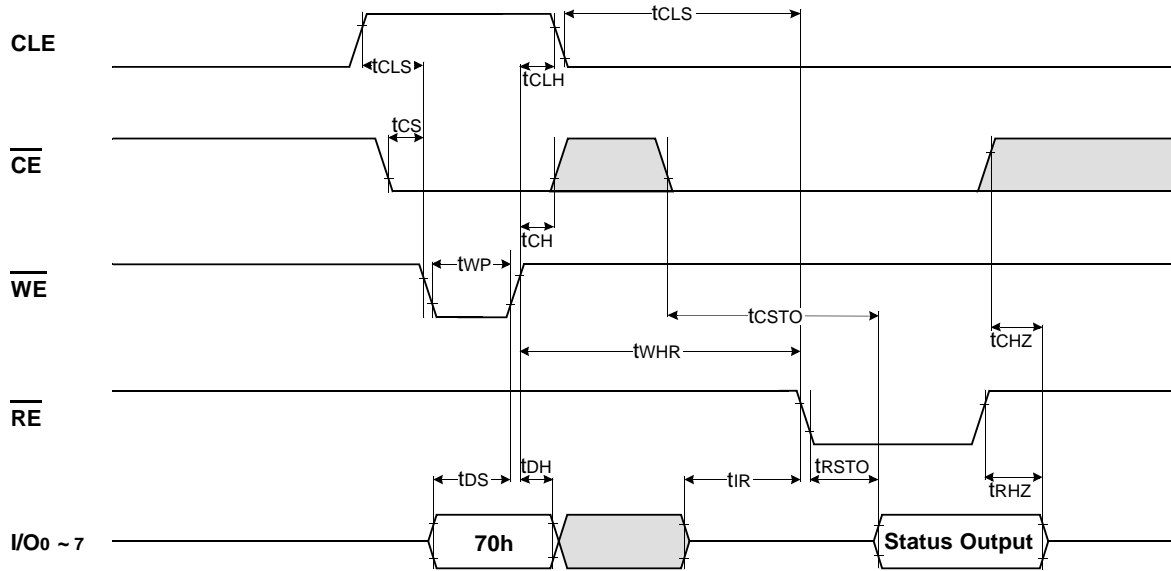 CLE
tCLS
tCLS
tCLH
CE
tCS
tCH
WE
tWP
tCSTO
tCHZ
tWHR
RE
tDS
tDH
tIR
tRSTO
tRHZ
I/O0 ~ 7
70h
Status Output